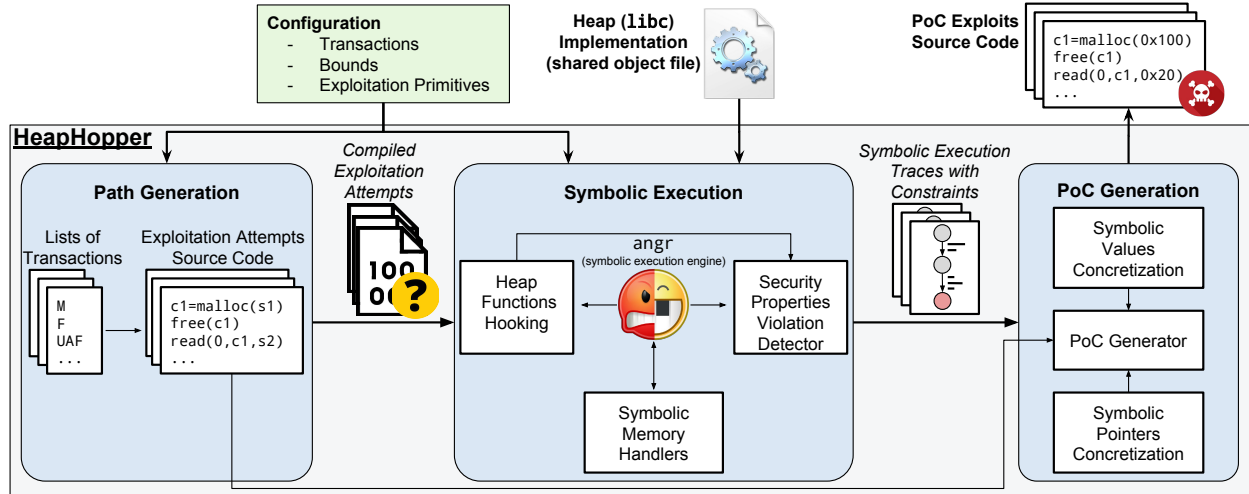 Configuration
- Transactions
- Bounds
- Exploitation Primitives
Heap (libc)
Implementation
(shared object file)
PoC Exploits
Source Code
c1=malloc(0x100)
free(c1)
read(0,c1,0x20)
...
HeapHopper
Path Generation
Lists of
Transactions
M
F
UAF
...
Exploitation Attempts
Source Code
c1=malloc(s1)
free(c1)
read(0,c1,s2)
...
Compiled
Exploitation
Attempts
100
00
?
Symbolic Execution
angr
(symbolic execution engine)
Heap
Functions
Hooking
Security
Properties
Violation
Detector
Symbolic
Memory
Handlers
Symbolic Execution
Traces with
Constraints
PoC Generation
Symbolic
Values
Concretization
PoC Generator
Symbolic
Pointers
Concretization